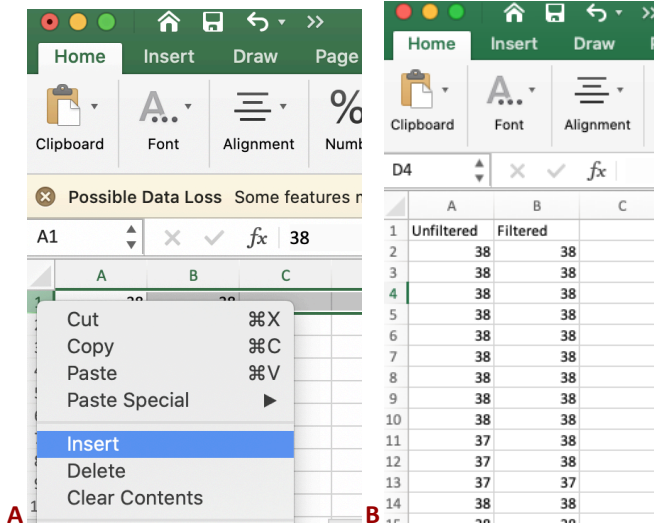 Home Insert Draw Page
Clipboard Font Alignment
Possible Data Loss Some features
A1 fx 38
A B C
1 38 38
Cut ⌘X
Copy ⌘C
Paste ⌘V
Paste Special ▶
Insert
Delete
Clear Contents
A
Home Insert Draw
Clipboard Font Alignment
D4 fx
A B C
1 Unfiltered Filtered
2 38 38
3 38 38
4 38 38
5 38 38
6 38 38
7 38 38
8 38 38
9 38 38
10 38 38
11 37 38
12 37 38
13 37 37
14 38 38
15 38 38
B